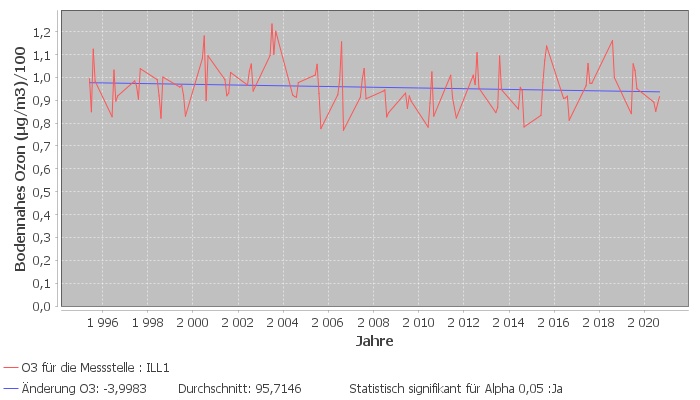 Bodennahes Ozon (µg/m3)/100
1,2
1,1
1,0
0,9
0,8
0,7
0,6
0,5
0,4
0,3
0,2
0,1
0,0
1 996 1 998 2 000 2 002 2 004 2 006 2 008 2 010 2 012 2 014 2 016 2 018 2 020
Jahre
O3 für die Messstelle : ILL1
Änderung O3: -3,9983 Durchschnitt: 95,7146 Statistisch signifikant für Alpha 0,05 :Ja